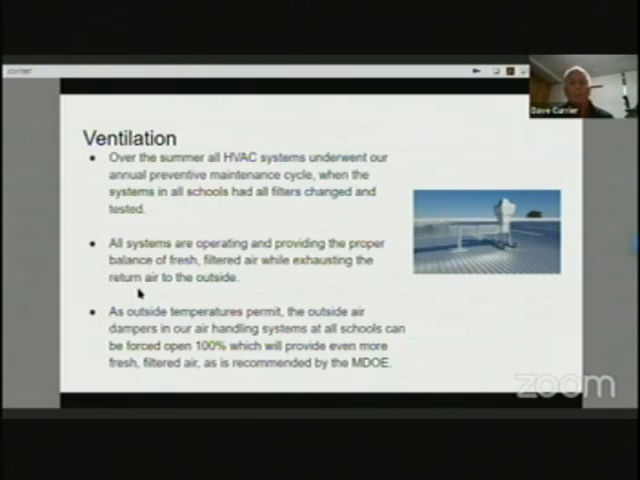 Dave Currier
Ventilation
● Over the summer all HVAC systems underwent our
annual preventive maintenance cycle, when the
systems in all schools had all filters changed and
tested.
● All systems are operating and providing the proper
balance of fresh, filtered air while exhausting the
return air to the outside.
● As outside temperatures permit, the outside air
dampers in our air handling systems at all schools can
be forced open 100% which will provide even more
fresh, filtered air, as is recommended by the MDOE.
zoom